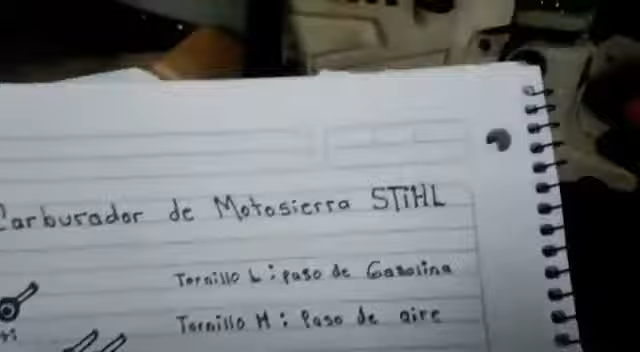 Carburador de Motosierra STiHL
Tornillo L : paso de Gasolina
Tornillo H : Paso de aire